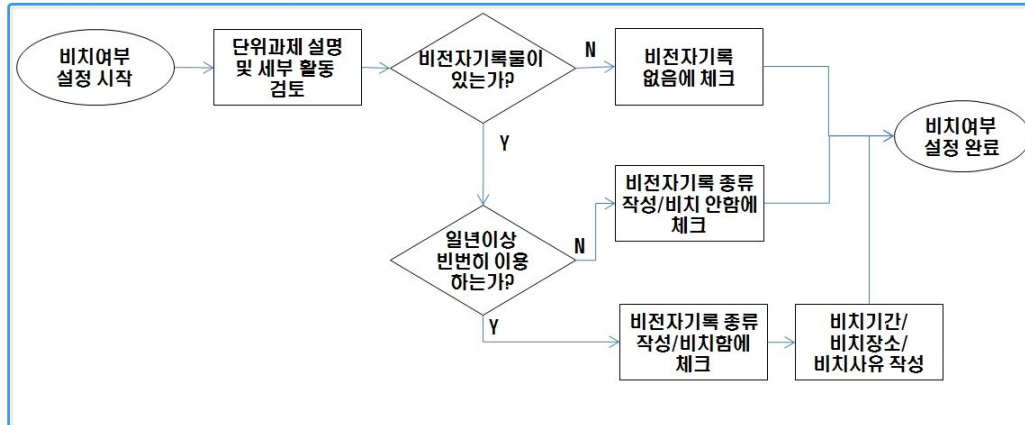 비치여부
설정 시작
단위과제 설명
및 세부 활동
검토
비전자기록물이
있는가?
N
비전자기록
없음에 체크
비치여부
설정 완료
Y
일년이상
빈번히 이용
하는가?
N
비전자기록 종류
작성/비치 안함에
체크
Y
비전자기록 종류
작성/비치함에
체크
비치기간/
비치장소/
비치사유 작성